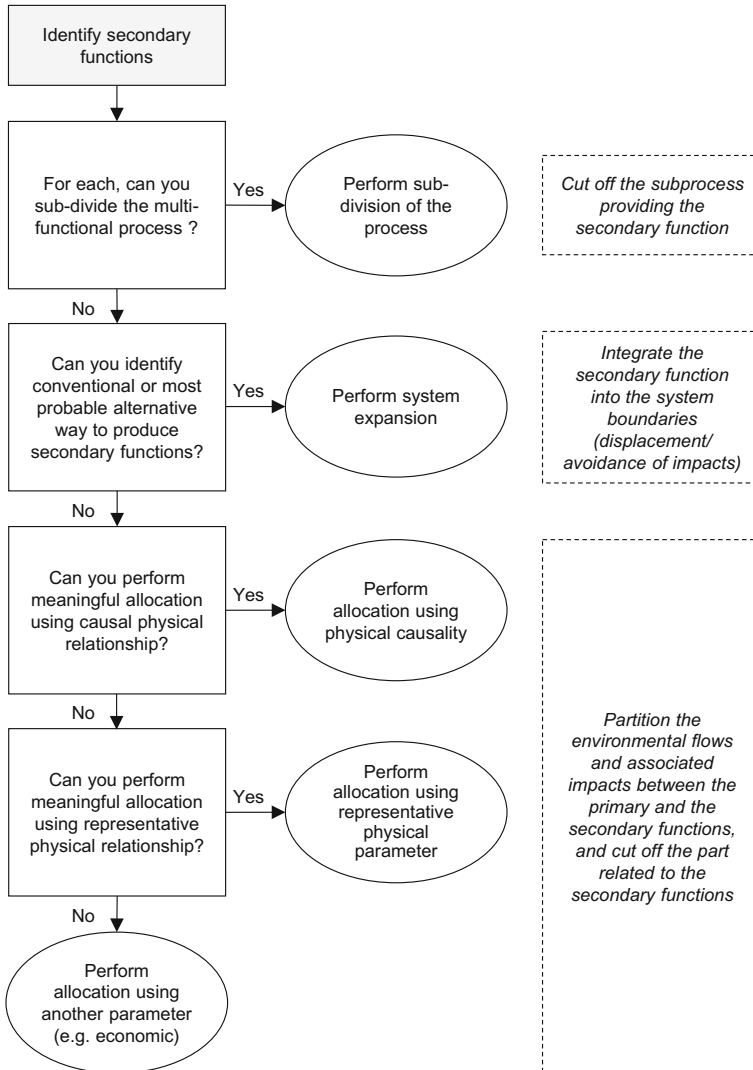 Identify secondary
functions
For each, can you
sub-divide the multi-
functional process ?
Yes
Perform sub-
division of the
process
Cut off the subprocess
providing the
secondary function
No
Can you identify
conventional or most
probable alternative
way to produce
secondary functions?
Yes
Perform system
expansion
Integrate the
secondary function
into the system
boundaries
(displacement/
avoidance of impacts)
No
Can you perform
meaningful allocation
using causal physical
relationship?
Yes
Perform
allocation using
physical causality
No
Can you perform
meaningful allocation
using representative
physical relationship?
Yes
Perform
allocation using
representative
physical
parameter
Partition the
environmental flows
and associated
impacts between the
primary and the
secondary functions,
and cut off the part
related to the
secondary functions
No
Perform
allocation using
another parameter
(e.g. economic)